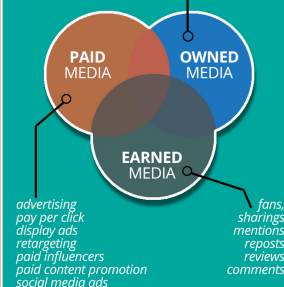 PAID
MEDIA
OWNED
MEDIA
EARNED
MEDIA
advertising
pay per click
display ads
retargeting
paid influencers
paid content promotion
social media ads
fans,
sharings
mentions
reposts
reviews
comments